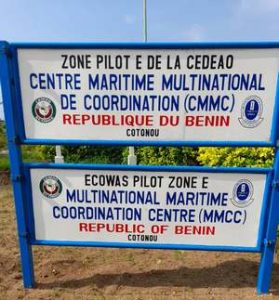 ZONE PILOT E DE LA CEDEAO
CENTRE MARITIME MULTINATIONAL
DE COORDINATION (CMMC)
REPUBLIQUE DU BENIN
COTONOU
ECOWAS PILOT ZONE E
MULTINATIONAL MARITIME
COORDINATION CENTRE (MMCC)
REPUBLIC OF BENIN
COTONOU